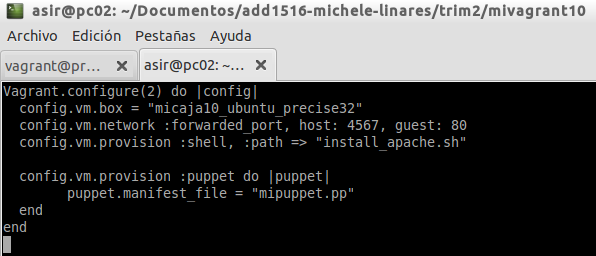 asir@pc02: ~/Documentos/add1516-michele-linares/trim2/mivagrant10
Archivo Edición Pestañas Ayuda
vagrant@pr... asir@pc02: ~...
Vagrant.configure(2) do |config|
  config.vm.box = "micaja10_ubuntu_precise32"
  config.vm.network :forwarded_port, host: 4567, guest: 80
  config.vm.provision :shell, :path => "install_apache.sh"
  config.vm.provision :puppet do |puppet|
        puppet.manifest_file = "mipuppet.pp"
  end
end